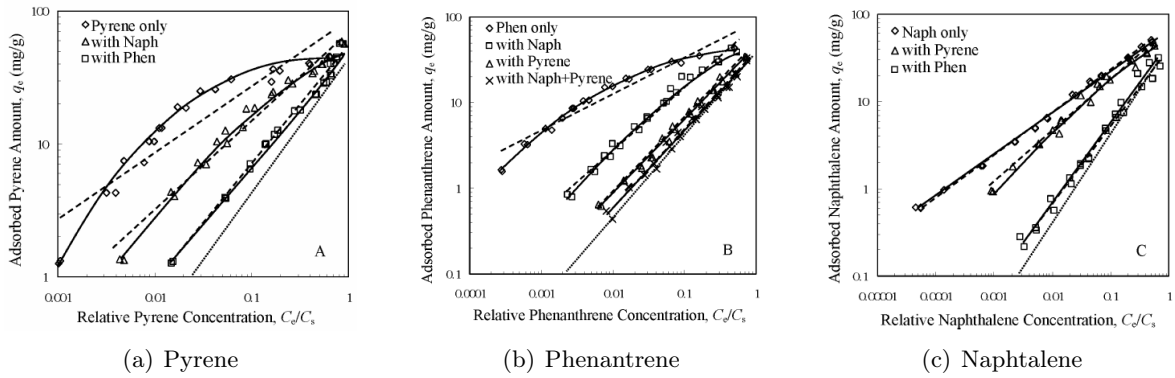 Adsorbed Pyrene Amount, qe (mg/g)
100
10
1
Pyrene only
with Naph
with Phen
A
0.001 0.01 0.1 1
Relative Pyrene Concentration, Ce/Cs
(a) Pyrene
Adsorbed Phenanthrene Amount, qe (mg/g)
100
10
1
0.1
Phen only
with Naph
with Pyrene
with Naph+Pyrene
B
0.0001 0.001 0.01 0.1 1
Relative Phenanthrene Concentration, Ce/Cs
(b) Phenantrene
Adsorbed Naphthalene Amount, qe (mg/g)
100
10
1
0.1
Naph only
with Pyrene
with Phen
C
0.00001 0.0001 0.001 0.01 0.1 1
Relative Naphthalene Concentration, Ce/Cs
(c) Naphtalene